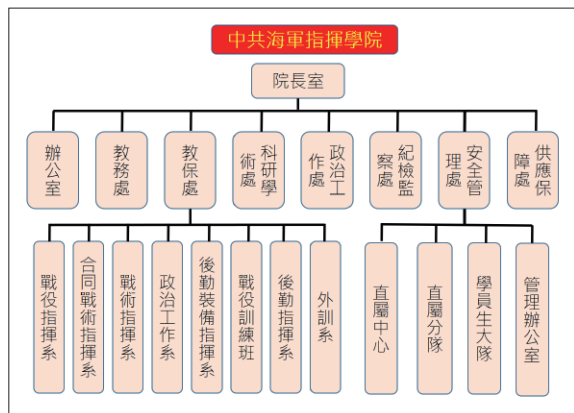 中共海軍指揮學院
院長室
辦公室
教務處
教保處
科研學
術處
政治工
作處
紀檢監
察處
安全管
理處
供應保
障處
戰役指揮系
合同戰術指揮系
戰術指揮系
政治工作系
後勤裝備指揮系
戰役訓練班
後勤指揮系
外訓系
直屬中心
直屬分隊
學員生大隊
管理辦公室